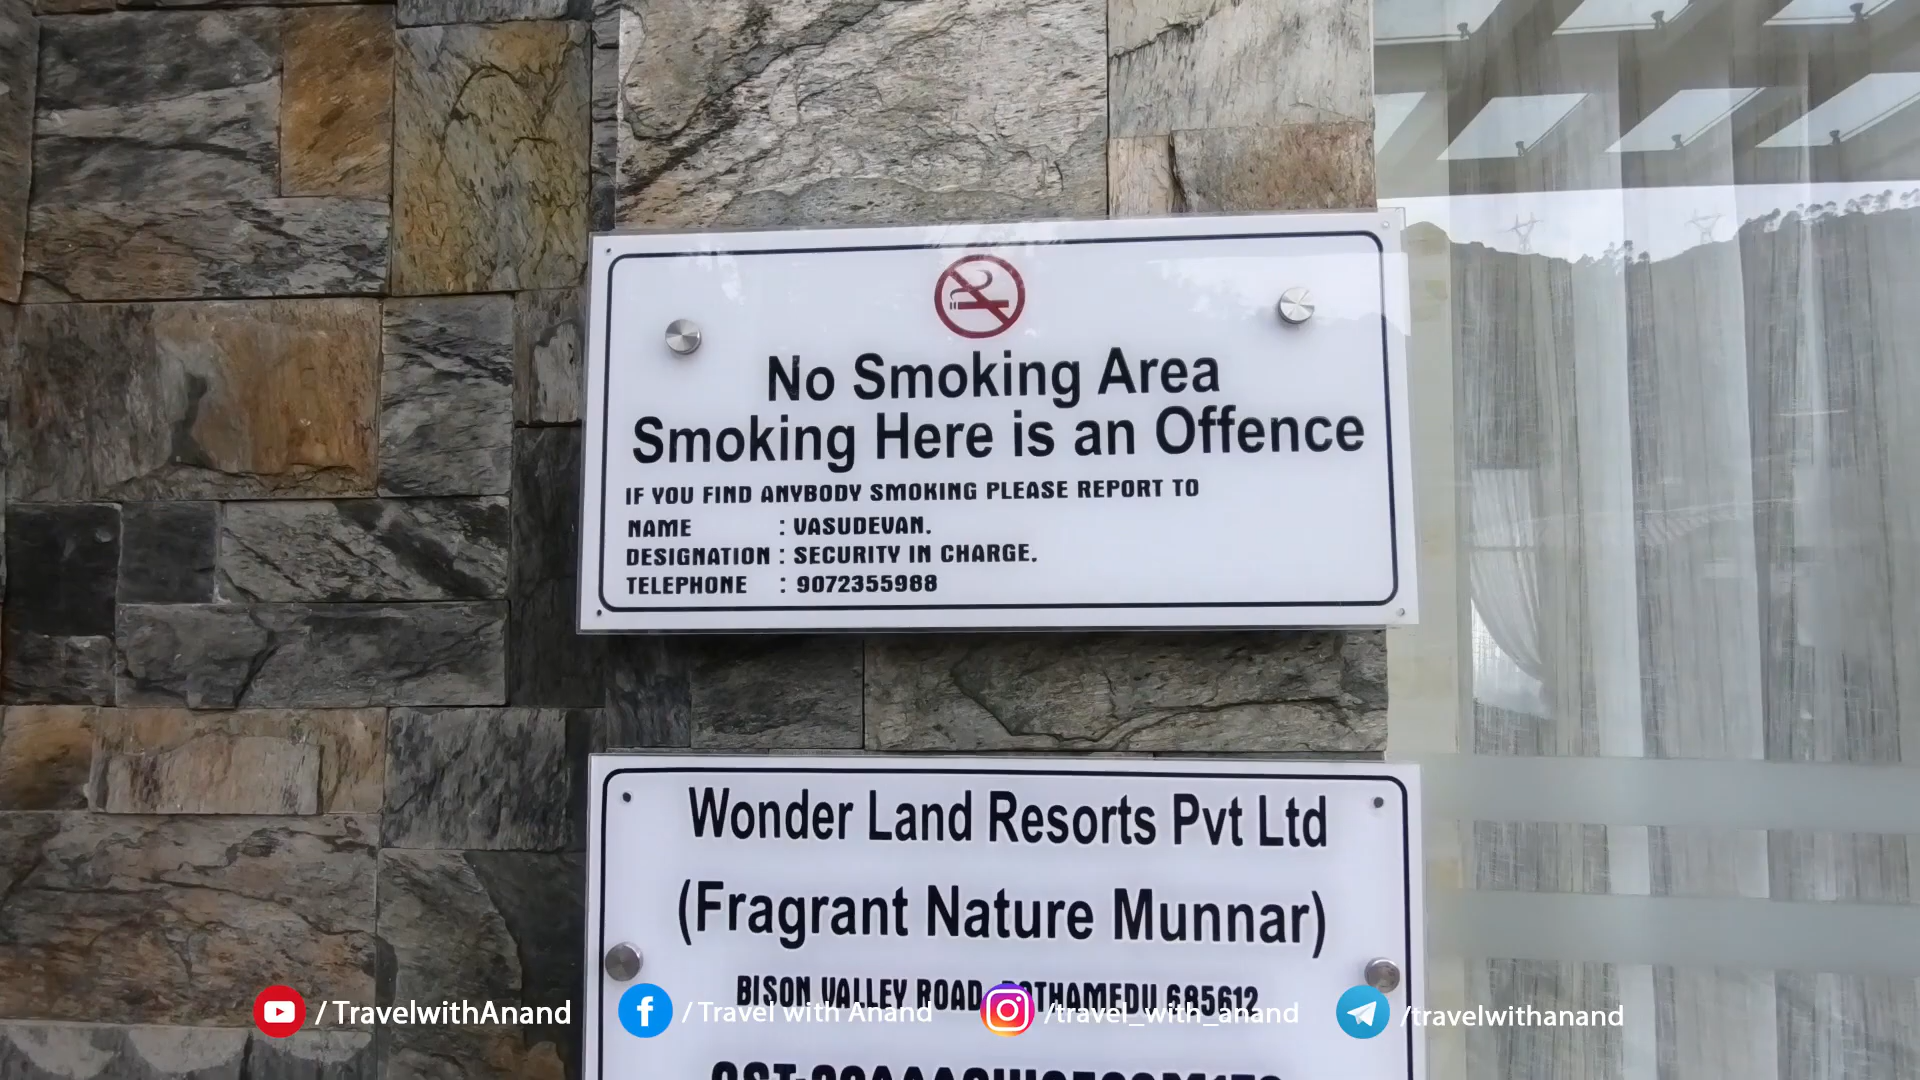 No Smoking Area
Smoking Here is an Offence
IF YOU FIND ANYBODY SMOKING PLEASE REPORT TO
NAME : VASUDEVAN.
DESIGNATION : SECURITY IN CHARGE.
TELEPHONE : 9072355988
Wonder Land Resorts Pvt Ltd
(Fragrant Nature Munnar)
BISON VALLEY ROAD, 685612
/TravelwithAnand
/Travel with Anand
/travel_with_anand
/travelwithanand